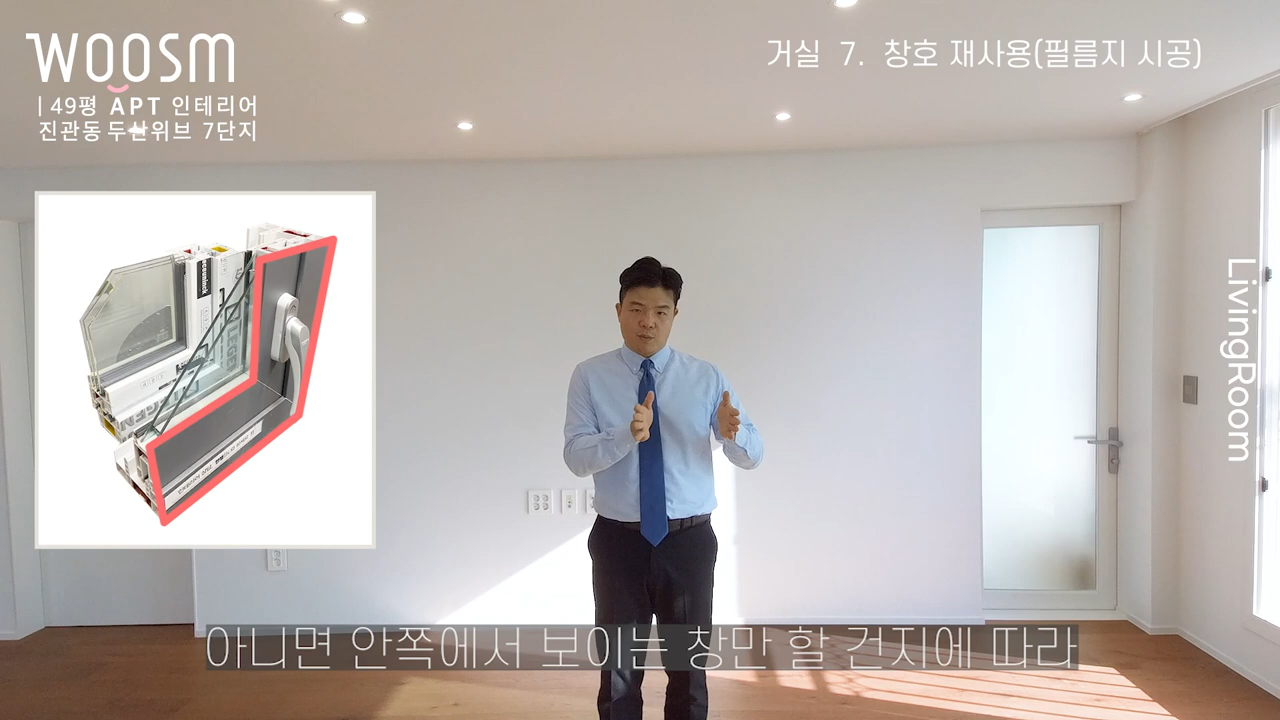 WOOSM
| 49평 APT 인테리어
진관동 두산위브 7단지
거실 7. 창호 재사용(필름지 시공)
LivingRoom
아니면 안쪽에서 보이는 창만 할 건지에 따라